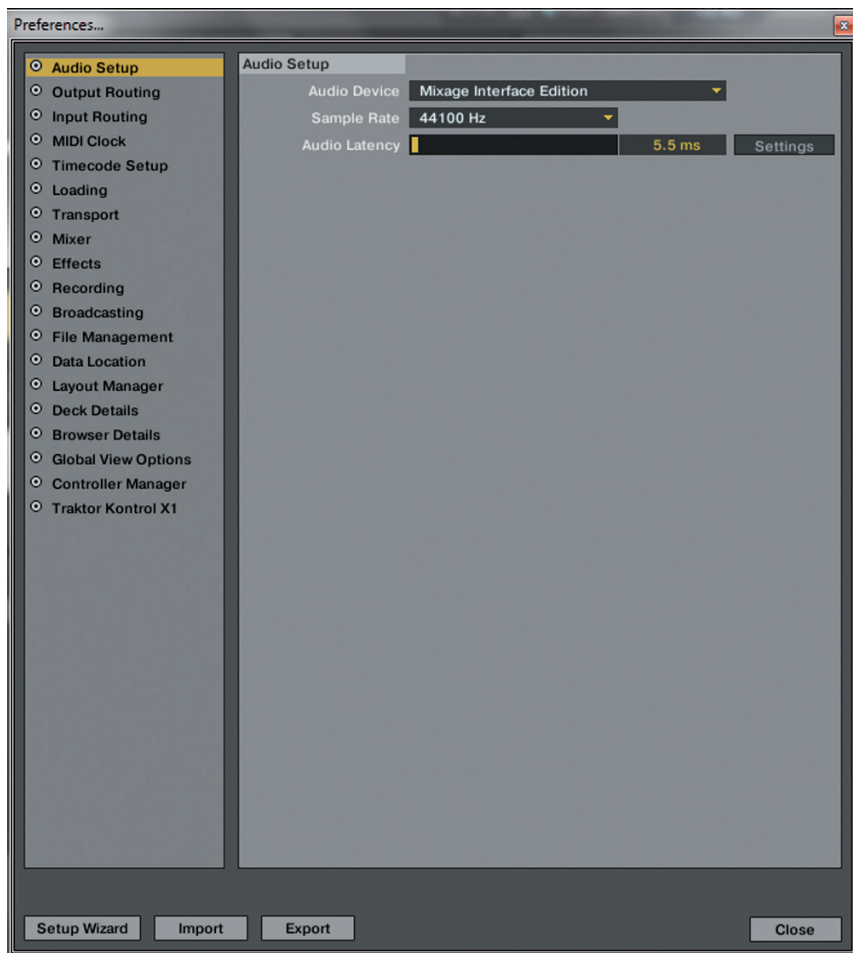 Preferences...
Audio Setup
Output Routing
Input Routing
MIDI Clock
Timecode Setup
Loading
Transport
Mixer
Effects
Recording
Broadcasting
File Management
Data Location
Layout Manager
Deck Details
Browser Details
Global View Options
Controller Manager
Traktor Kontrol X1
Audio Setup
Audio Device Mixage Interface Edition
Sample Rate 44100 Hz
Audio Latency 5.5 ms Settings
Setup Wizard Import Export Close